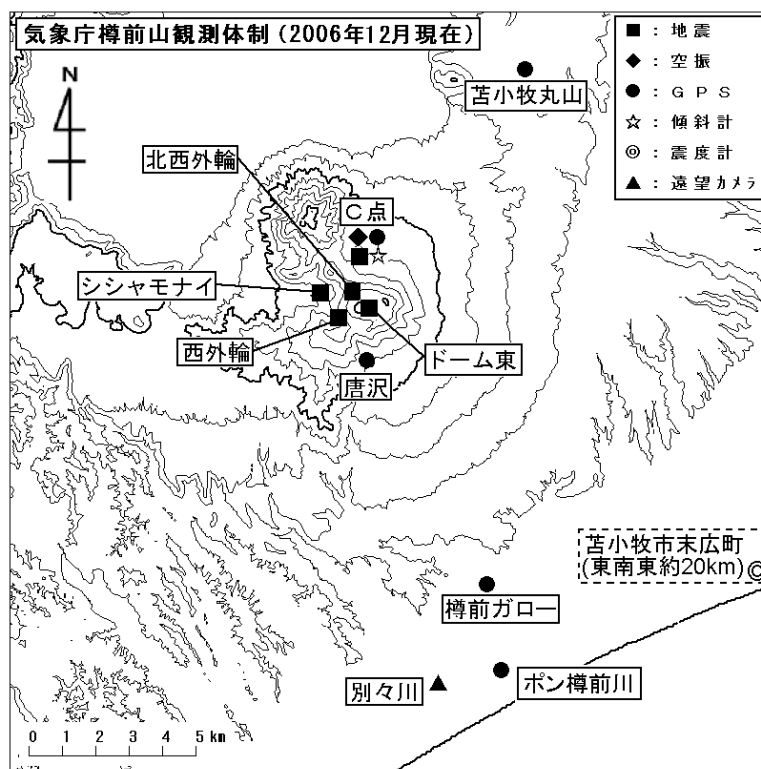 気象庁樽前山観測体制(2006年12月現在)
■:地震
◆:空振
●:GPS
☆:傾斜計
◎:震度計
▲:遠望カメラ
N
苫小牧丸山
北西外輪
C点
シシャモナイ
西外輪
ドーム東
唐沢
苫小牧市末広町
(東南東約20km)
樽前ガロー
別々川
ポン樽前川
0 1 2 3 4 5km